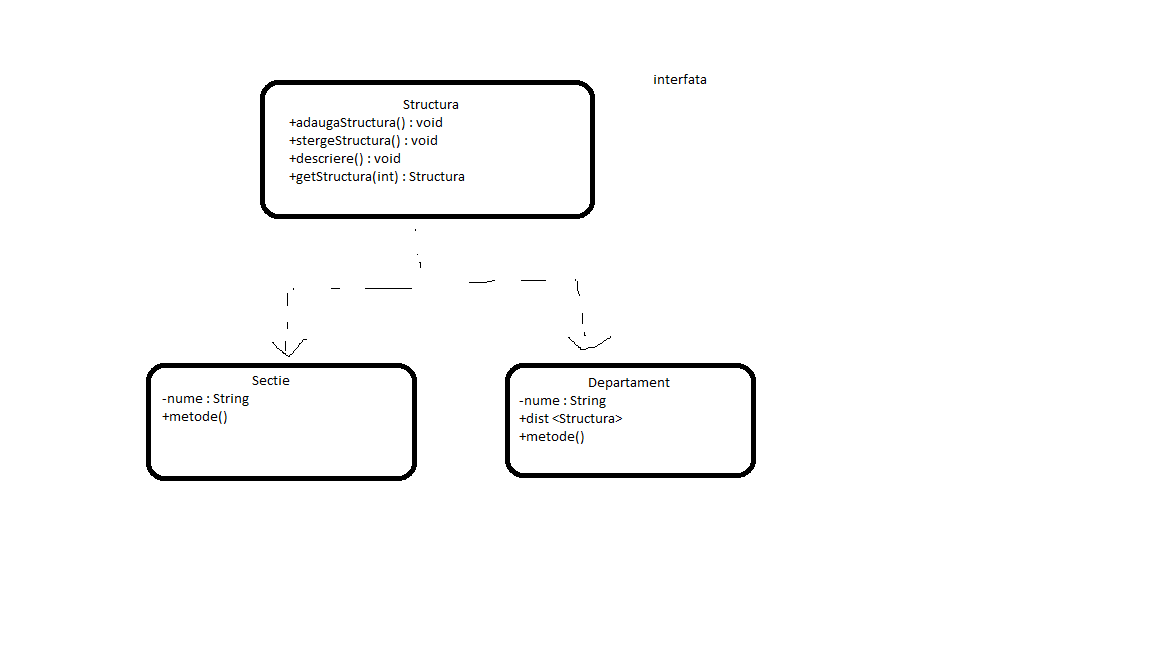 interfata
Structura
+adaugaStructura() : void
+stergeStructura() : void
+descriere() : void
+getStructura(int) : Structura
Sectie
-nume : String
+metode()
Departament
-nume : String
+dist <Structura>
+metode()